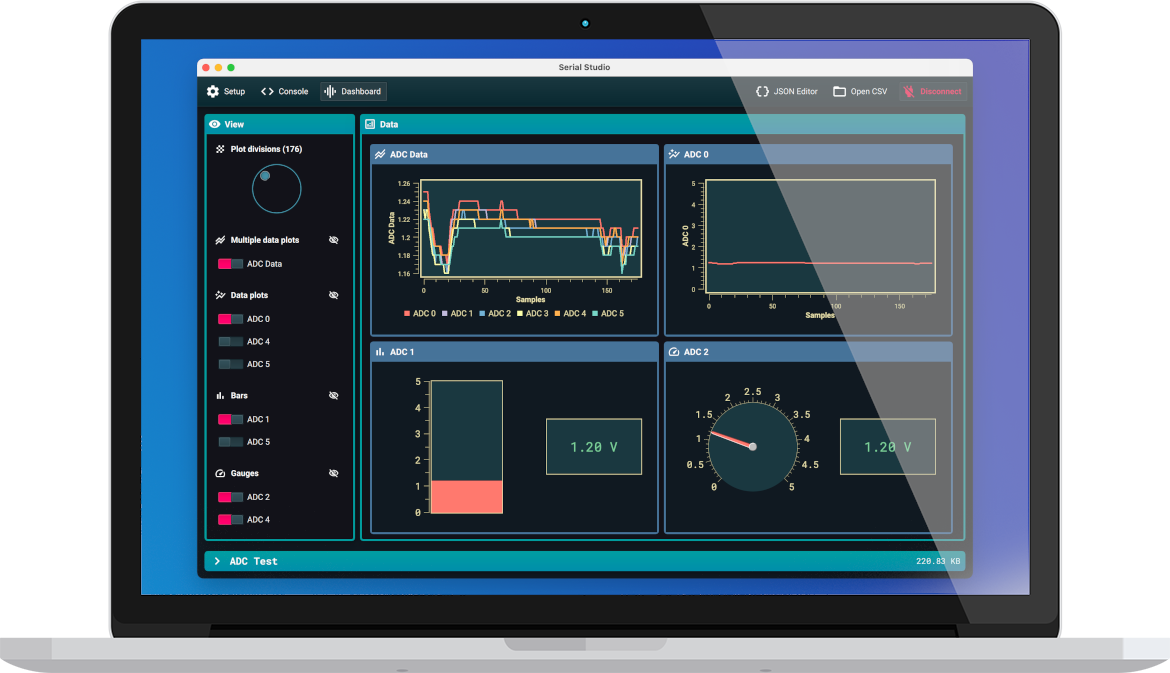 Serial Studio
Setup
Console
Dashboard
JSON Editor
Open CSV
Disconnect
View
Plot divisions (176)
Multiple data plots
ADC Data
Data plots
ADC 0
ADC 4
ADC 5
Bars
ADC 1
ADC 5
Gauges
ADC 2
ADC 4
Data
ADC Data
ADC Data
1.26
1.24
1.22
1.2
1.18
1.16
0 50 100 150
Samples
ADC 0 ADC 1 ADC 2 ADC 3 ADC 4 ADC 5
ADC 0
ADC 0
5
4
3
2
1
0
0 50 100 150
Samples
ADC 1
5
4
3
2
1
0
1.20 V
ADC 2
0
0.5
1
1.5
2
2.5
3
3.5
4
4.5
5
1.20 V
ADC Test
220.83 KB